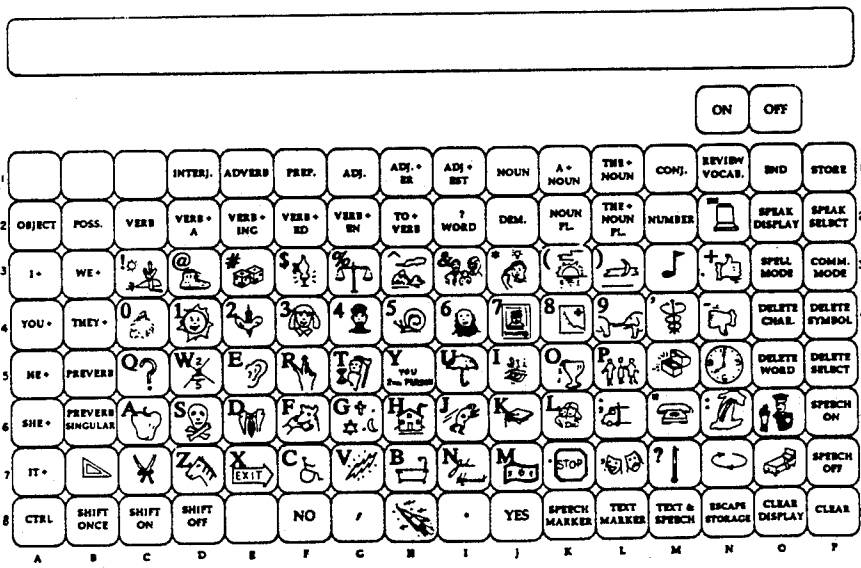 ON OFF
1 INTERJ. ADVERB PREP. ADJ. ADJ. + ER ADJ + EST NOUN A + NOUN THE + NOUN CONJ. REVIEW VOCAB. END STORE
2 OBJECT POSS. VERB VERB + A VERB + ING VERB + ED VERB + EN TO + VERB ? WORD DEM. NOUN PL. THE + NOUN PL. NUMBER SPEAK DISPLAY SPEAK SELECT
3 I + WE + ! @ # $ % ^ & * ( ) + SPELL MODE COMM. MODE
4 YOU + THEY + 0 1 2 3 4 5 6 7 8 9 ' - DELETE CHAR. DELETE SYMBOL
5 HE + PREVERB Q ? W E R T Y YOU 2ND PERSON U I O P DELETE WORD DELETE SELECT
6 SHE + PREVERB SINGULAR A S D F G H J K L ; " : SPEECH ON
7 IT + Z X EXIT C V B N John M . STOP , ? SPEECH OFF
8 CTRL SHIFT ONCE SHIFT ON SHIFT OFF NO , . YES SPEECH MARKER TEXT MARKER TEXT & SPEECH ESCAPE STORAGE CLEAR DISPLAY CLEAR
A B C D E F G H I J K L M N O P